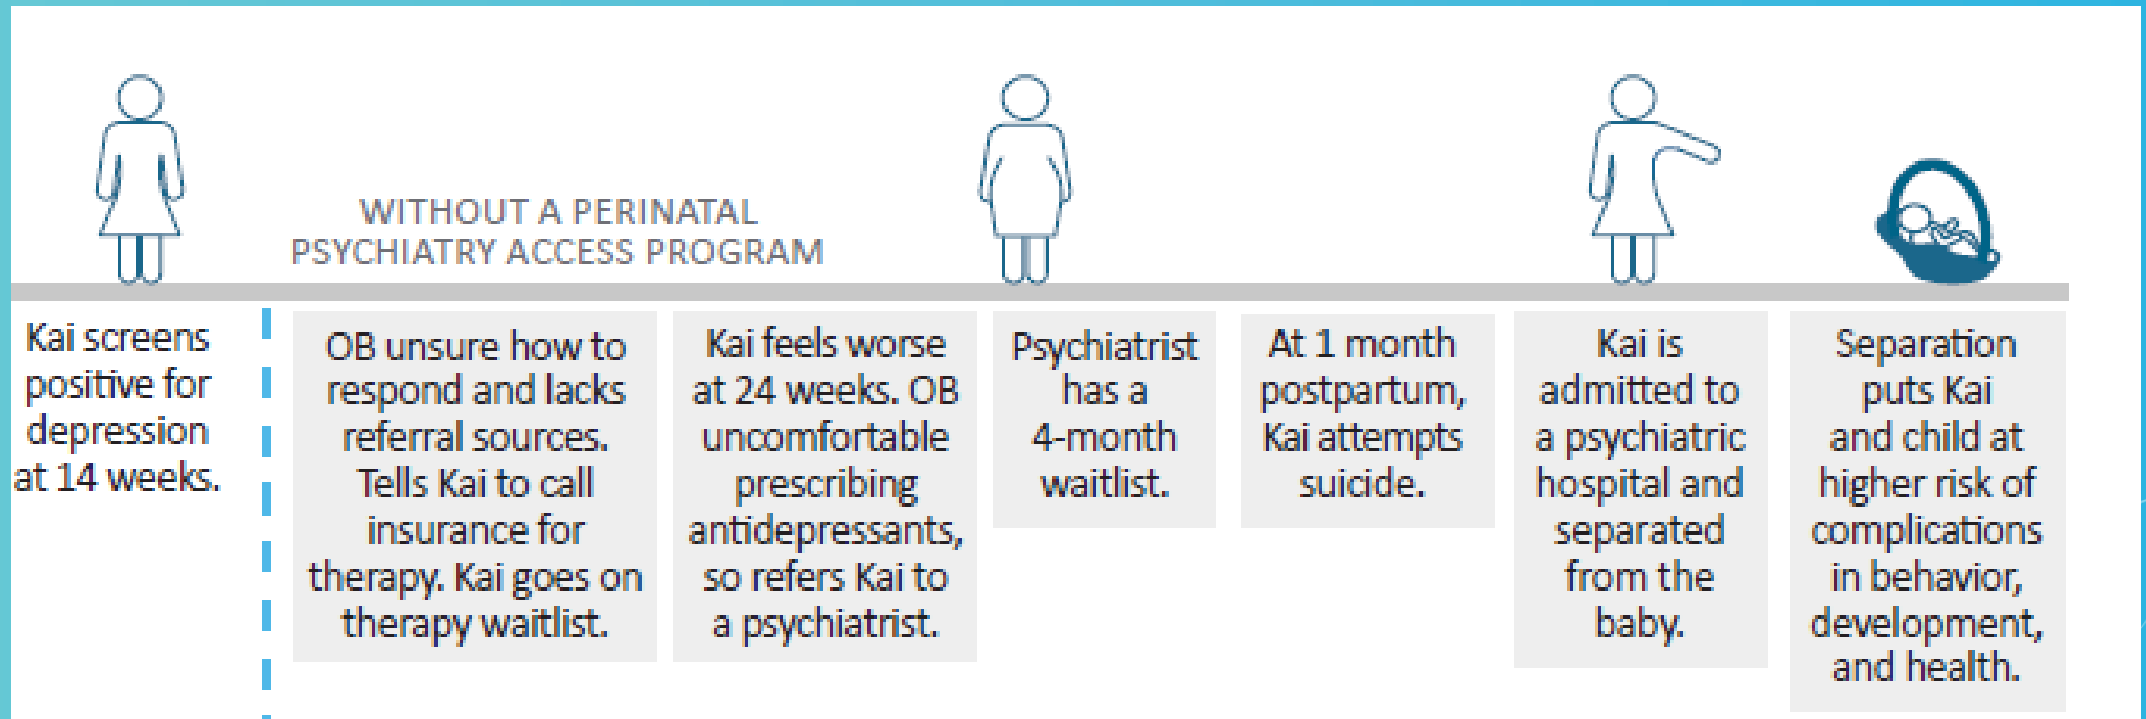 WITHOUT A PERINATAL
PSYCHIATRY ACCESS PROGRAM
Kai screens
positive for
depression
at 14 weeks.
OB unsure how to
respond and lacks
referral sources.
Tells Kai to call
insurance for
therapy. Kai goes on
therapy waitlist.
Kai feels worse
at 24 weeks. OB
uncomfortable
prescribing
antidepressants,
so refers Kai to
a psychiatrist.
Psychiatrist
has a
4-month
waitlist.
At 1 month
postpartum,
Kai attempts
suicide.
Kai is
admitted to
a psychiatric
hospital and
separated
from the
baby.
Separation
puts Kai
and child at
higher risk of
complications
in behavior,
development,
and health.